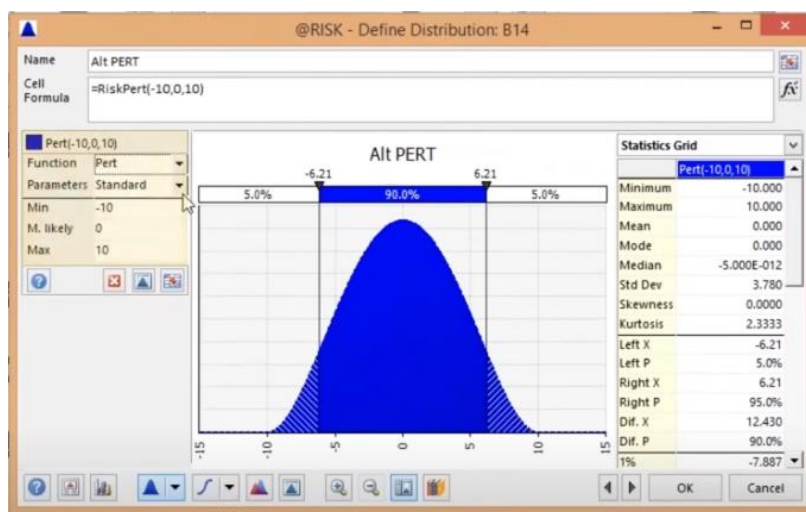 @RISK - Define Distribution: B14
Name
Alt PERT
Cell Formula
=RiskPert(-10,0,10)
Pert(-10,0,10)
Function Pert
Parameters Standard
Min -10
M. likely 0
Max 10
Alt PERT
-6.21 6.21
5.0% 90.0% 5.0%
-15 -10 -5 0 5 10 15
Statistics Grid
Pert(-10,0,10)
Minimum -10.000
Maximum 10.000
Mean 0.000
Mode 0.000
Median -5.000E-012
Std Dev 3.780
Skewness 0.0000
Kurtosis 2.3333
Left X -6.21
Left P 5.0%
Right X 6.21
Right P 95.0%
Dif. X 12.430
Dif. P 90.0%
1% -7.887
OK Cancel